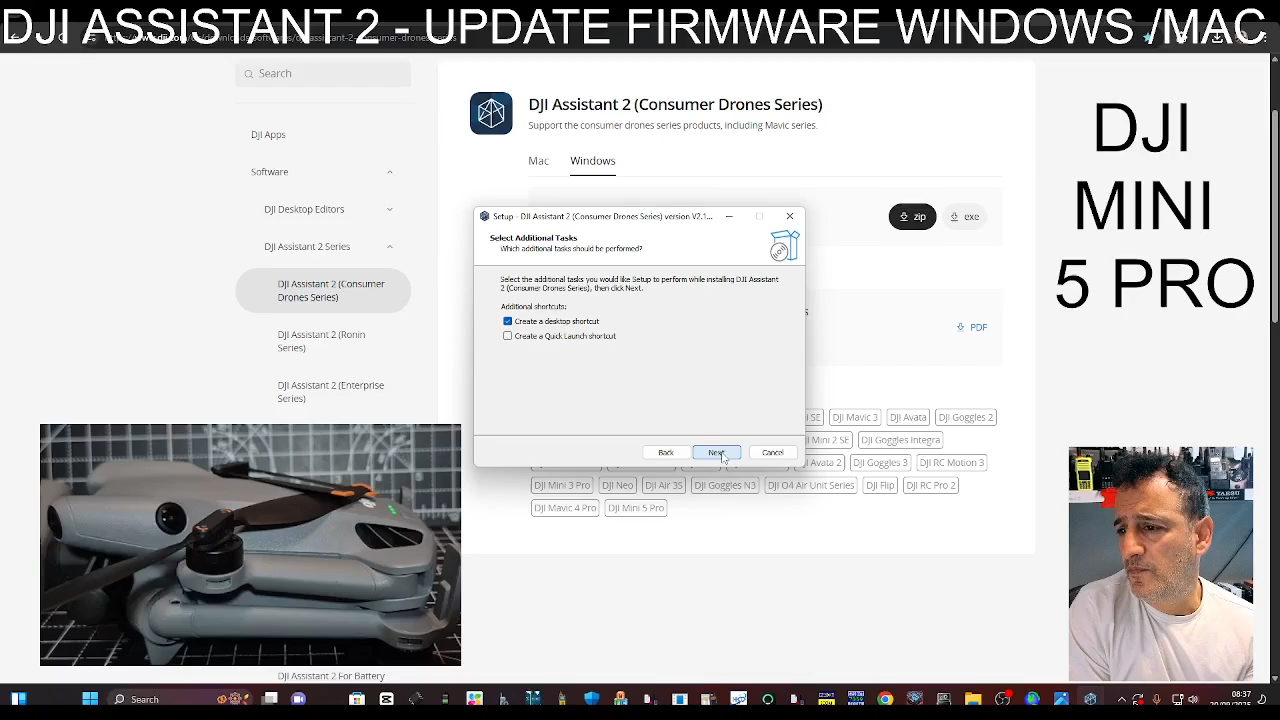 DJI ASSISTANT 2 - UPDATE FIRMWARE WINDOWS /MAC
Search
DJI Apps
Software
DJI Desktop Editors
DJI Assistant 2 Series
DJI Assistant 2 (Consumer
Drones Series)
DJI Assistant 2 (Ronin
Series)
DJI Assistant 2 (Enterprise
Series)
DJI Assistant 2 For Battery
DJI Assistant 2 (Consumer Drones Series)
Support the consumer drones series products, including Mavic series.
Mac
Windows
zip
exe
PDF
Setup - DJI Assistant 2 (Consumer Drones Series) version V2.1...
Select Additional Tasks
Which additional tasks should be performed?
Select the additional tasks you would like Setup to perform while installing DJI Assistant
2 (Consumer Drones Series), then click Next.
Additional shortcuts:
Create a desktop shortcut
Create a Quick Launch shortcut
Back
Next
Cancel
SE DJI Mavic 3 DJI Avata DJI Goggles 2
Mini 2 SE DJI Goggles Integra
Avata 2 DJI Goggles 3 DJI RC Motion 3
DJI Mini 3 Pro DJI Neo DJI Air 3S DJI Goggles N3 DJI O4 Air Unit Series DJI Flip DJI RC Pro 2
DJI Mavic 4 Pro DJI Mini 5 Pro
DJI
MINI
5 PRO
YAESU
Search
08:37